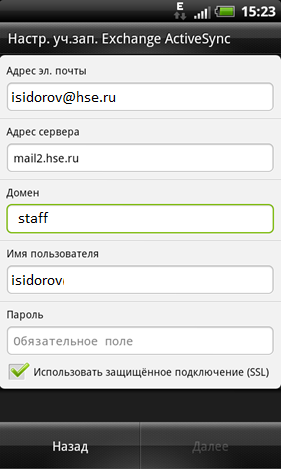 E 15:23
Настр. уч.зап. Exchange ActiveSync
Адрес эл. почты
isidorov@hse.ru
Адрес сервера
mail2.hse.ru
Домен
staff
Имя пользователя
isidorov
Пароль
Обязательное поле
Использовать защищённое подключение (SSL)
Назад Далее